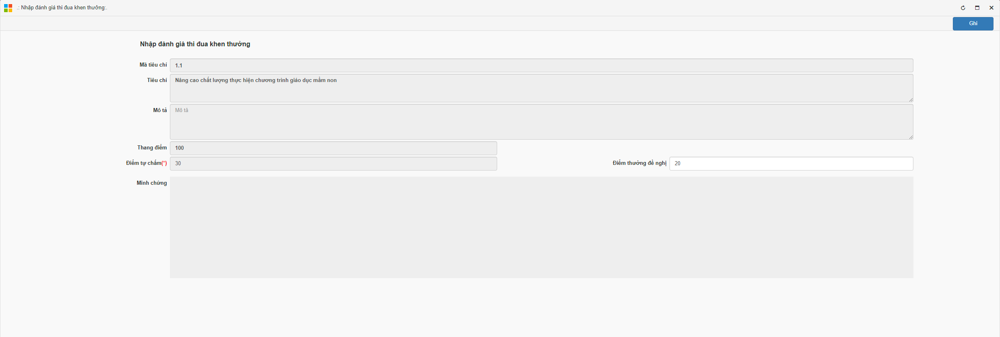 .: Nhập đánh giá thi đua khen thưởng:.
Ghi
Nhập đánh giá thi đua khen thưởng
Mã tiêu chí 1.1
Tiêu chí Nâng cao chất lượng thực hiện chương trình giáo dục mầm non
Mô tả Mô tả
Thang điểm 100
Điểm tự chấm(*) 30 Điểm thưởng đề nghị 20
Minh chứng